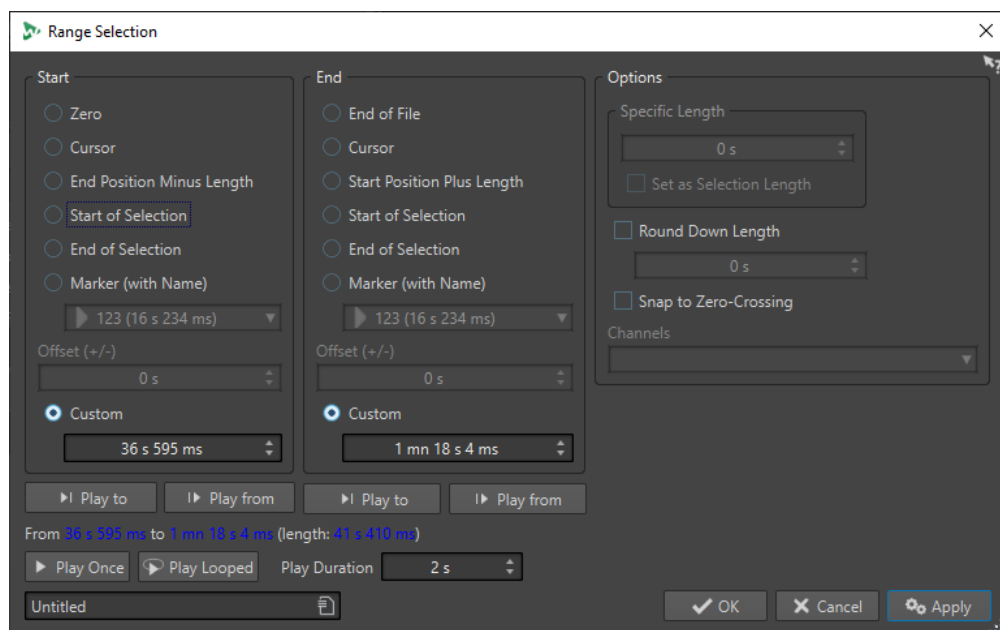 Range Selection
Start
Zero
Cursor
End Position Minus Length
Start of Selection
End of Selection
Marker (with Name)
123 (16 s 234 ms)
Offset (+/-)
0 s
Custom
36 s 595 ms
Play to
Play from
End
End of File
Cursor
Start Position Plus Length
Start of Selection
End of Selection
Marker (with Name)
123 (16 s 234 ms)
Offset (+/-)
0 s
Custom
1 mn 18 s 4 ms
Play to
Play from
Options
Specific Length
0 s
Set as Selection Length
Round Down Length
0 s
Snap to Zero-Crossing
Channels
From 36 s 595 ms to 1 mn 18 s 4 ms (length: 41 s 410 ms)
Play Once
Play Looped
Play Duration
2 s
Untitled
OK
Cancel
Apply